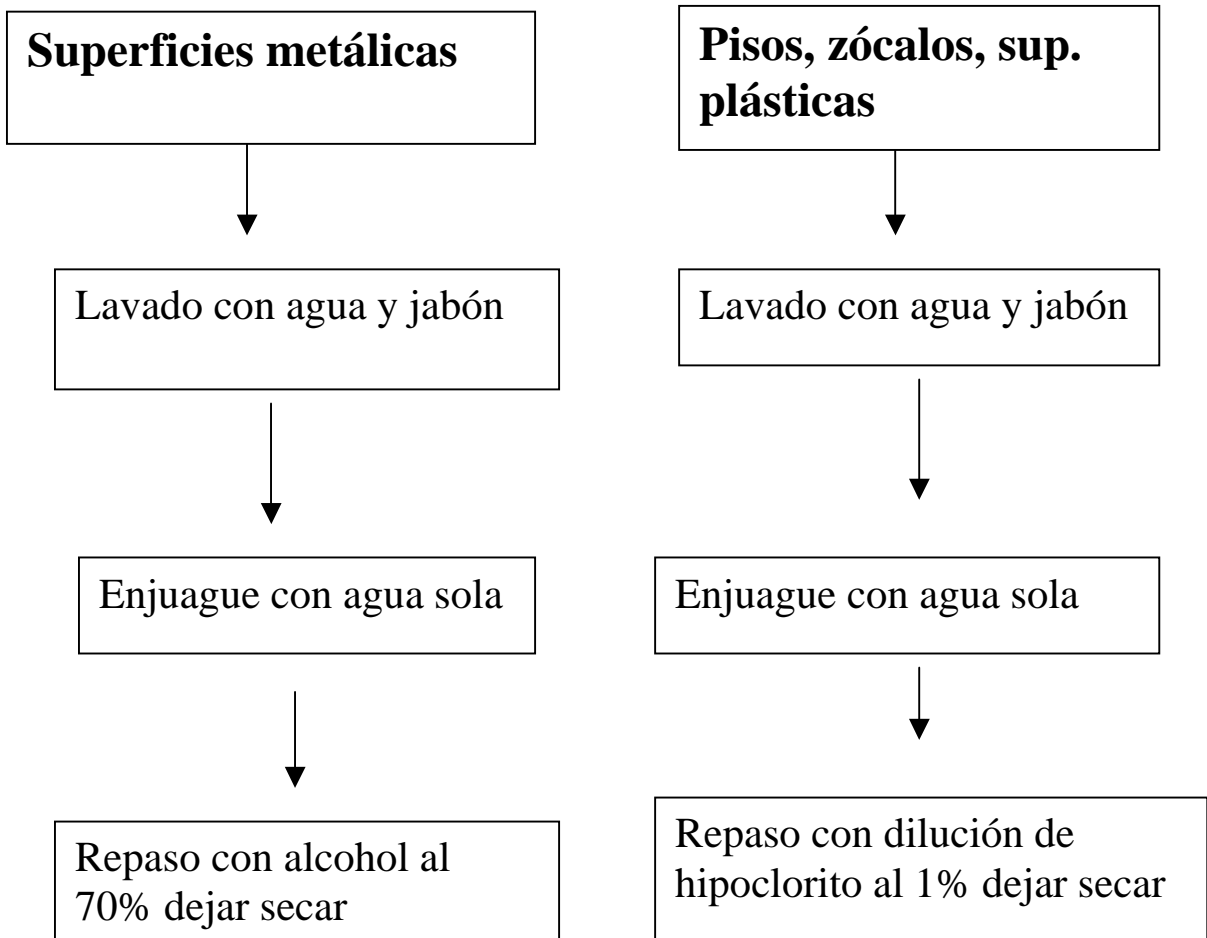 Superficies metálicas
Lavado con agua y jabón
Enjuague con agua sola
Repaso con alcohol al
70% dejar secar
Pisos, zócalos, sup.
plásticas
Lavado con agua y jabón
Enjuague con agua sola
Repaso con dilución de
hipoclorito al 1% dejar secar